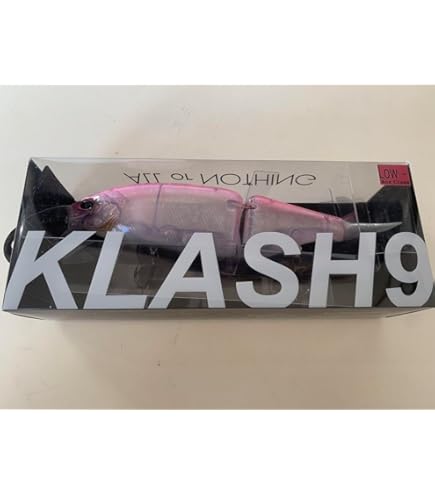 ALL or NOTHING
LOW -
KLASH9